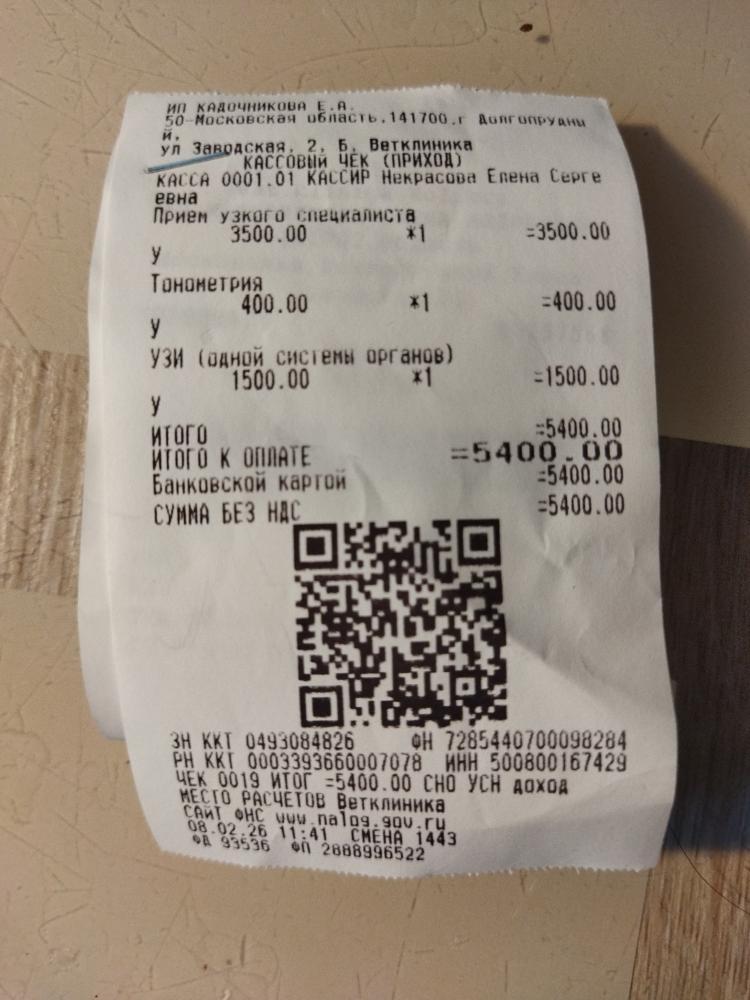 ИП КАДОЧНИКОВА Е.А.
50-Московская область,141700,г Долгопрудны
й,
ул Заводская, 2, Б, Ветклиника
КАССОВЫЙ ЧЕК (ПРИХОД)
КАССА 0001.01 КАССИР Некрасова Елена Серге
евна
Прием узкого специалиста
3500.00 *1 =3500.00
У
Тонометрия
400.00 *1 =400.00
У
УЗИ (одной системы органов)
1500.00 *1 =1500.00
У
ИТОГО =5400.00
ИТОГО К ОПЛАТЕ =5400.00
Банковской картой =5400.00
СУММА БЕЗ НДС =5400.00
ЗН ККТ 0493084826 ФН 7285440700098284
РН ККТ 0003393660007078 ИНН 500800167429
ЧЕК 0019 ИТОГ =5400.00 СНО УСН доход
МЕСТО РАСЧЕТОВ Ветклиника
САЙТ ФНС www.nalog.gov.ru
08.02.26 11:41 СМЕНА 1443
ФД 93536 ФП 2888996522